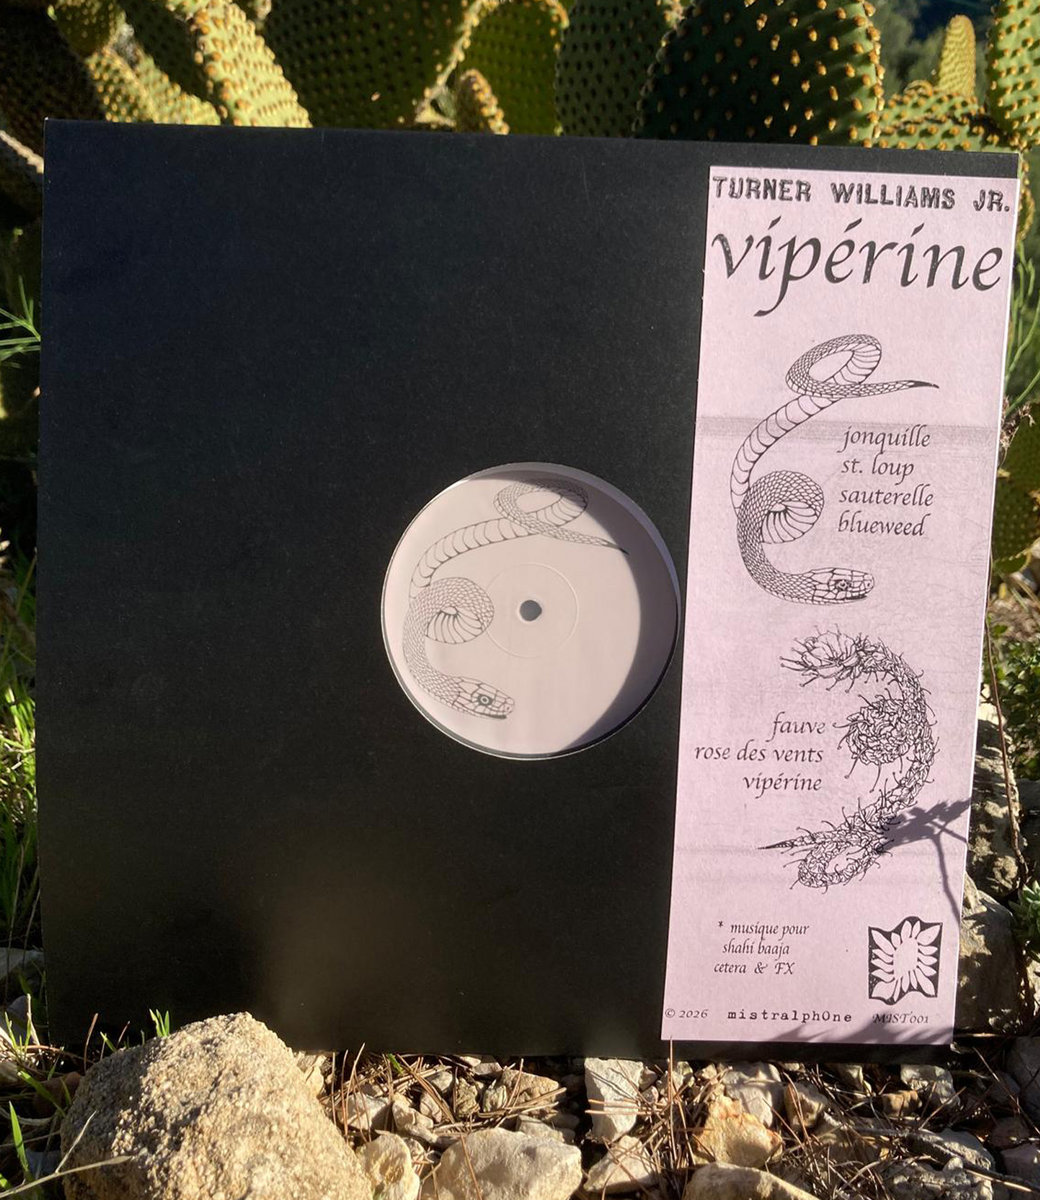 TURNER WILLIAMS JR.
vipérine
jonquille
st. loup
sauterelle
blueweed
fauve
rose des vents
vipérine
* musique pour
shahi baaja
cetera & FX
© 2026 mistralph0ne MIST001